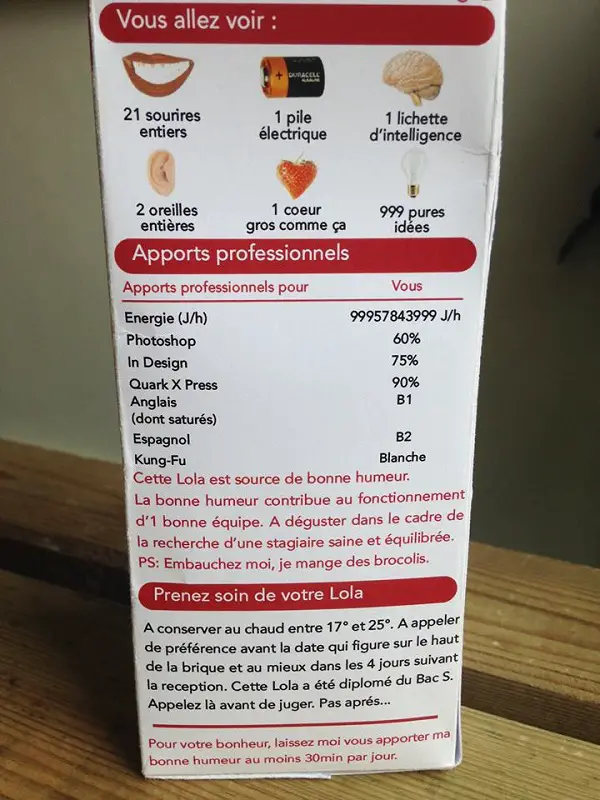 Vous allez voir :
DURACELL
21 sourires
entiers
1 pile
électrique
1 lichette
d'intelligence
2 oreilles
entières
1 coeur
gros comme ça
999 pures
idées
Apports professionnels
Apports professionnels pour Vous
Energie (J/h) 99957843999 J/h
Photoshop 60%
In Design 75%
Quark X Press 90%
Anglais B1
(dont saturés)
Espagnol B2
Kung-Fu Blanche
Cette Lola est source de bonne humeur.
La bonne humeur contribue au fonctionnement
d'1 bonne équipe. A déguster dans le cadre de
la recherche d'une stagiaire saine et équilibrée.
PS: Embauchez moi, je mange des brocolis.
Prenez soin de votre Lola
A conserver au chaud entre 17° et 25°. A appeler
de préférence avant la date qui figure sur le haut
de la brique et au mieux dans les 4 jours suivant
la reception. Cette Lola a été diplomé du Bac S.
Appelez là avant de juger. Pas aprés...
Pour votre bonheur, laissez moi vous apporter ma
bonne humeur au moins 30min par jour.